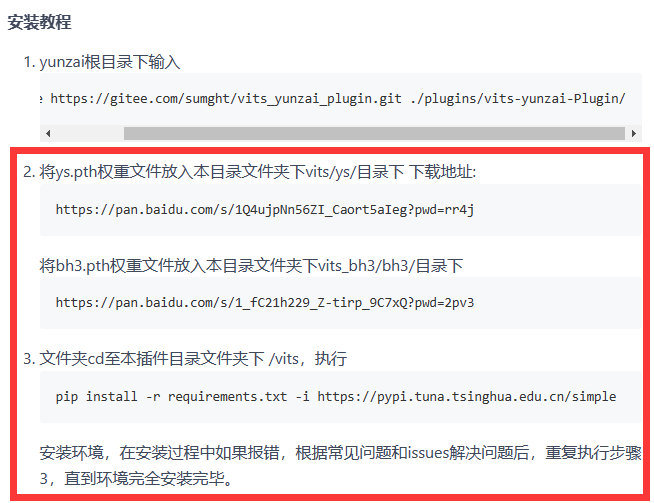 安装教程
1. yunzai根目录下输入
https://gitee.com/sumght/vits_yunzai_plugin.git ./plugins/vits-yunzai-Plugin/
2. 将ys.pth权重文件放入本目录文件夹下vits/ys/目录下 下载地址:
https://pan.baidu.com/s/1Q4ujpNn56ZI_Caort5aIeg?pwd=rr4j
将bh3.pth权重文件放入本目录文件夹下vits_bh3/bh3/目录下
https://pan.baidu.com/s/1_fC21h229_Z-tirp_9C7xQ?pwd=2pv3
3. 文件夹cd至本插件目录文件夹下 /vits，执行
pip install -r requirements.txt -i https://pypi.tuna.tsinghua.edu.cn/simple
安装环境，在安装过程中如果报错，根据常见问题和issues解决问题后，重复执行步骤
3，直到环境完全安装完毕。